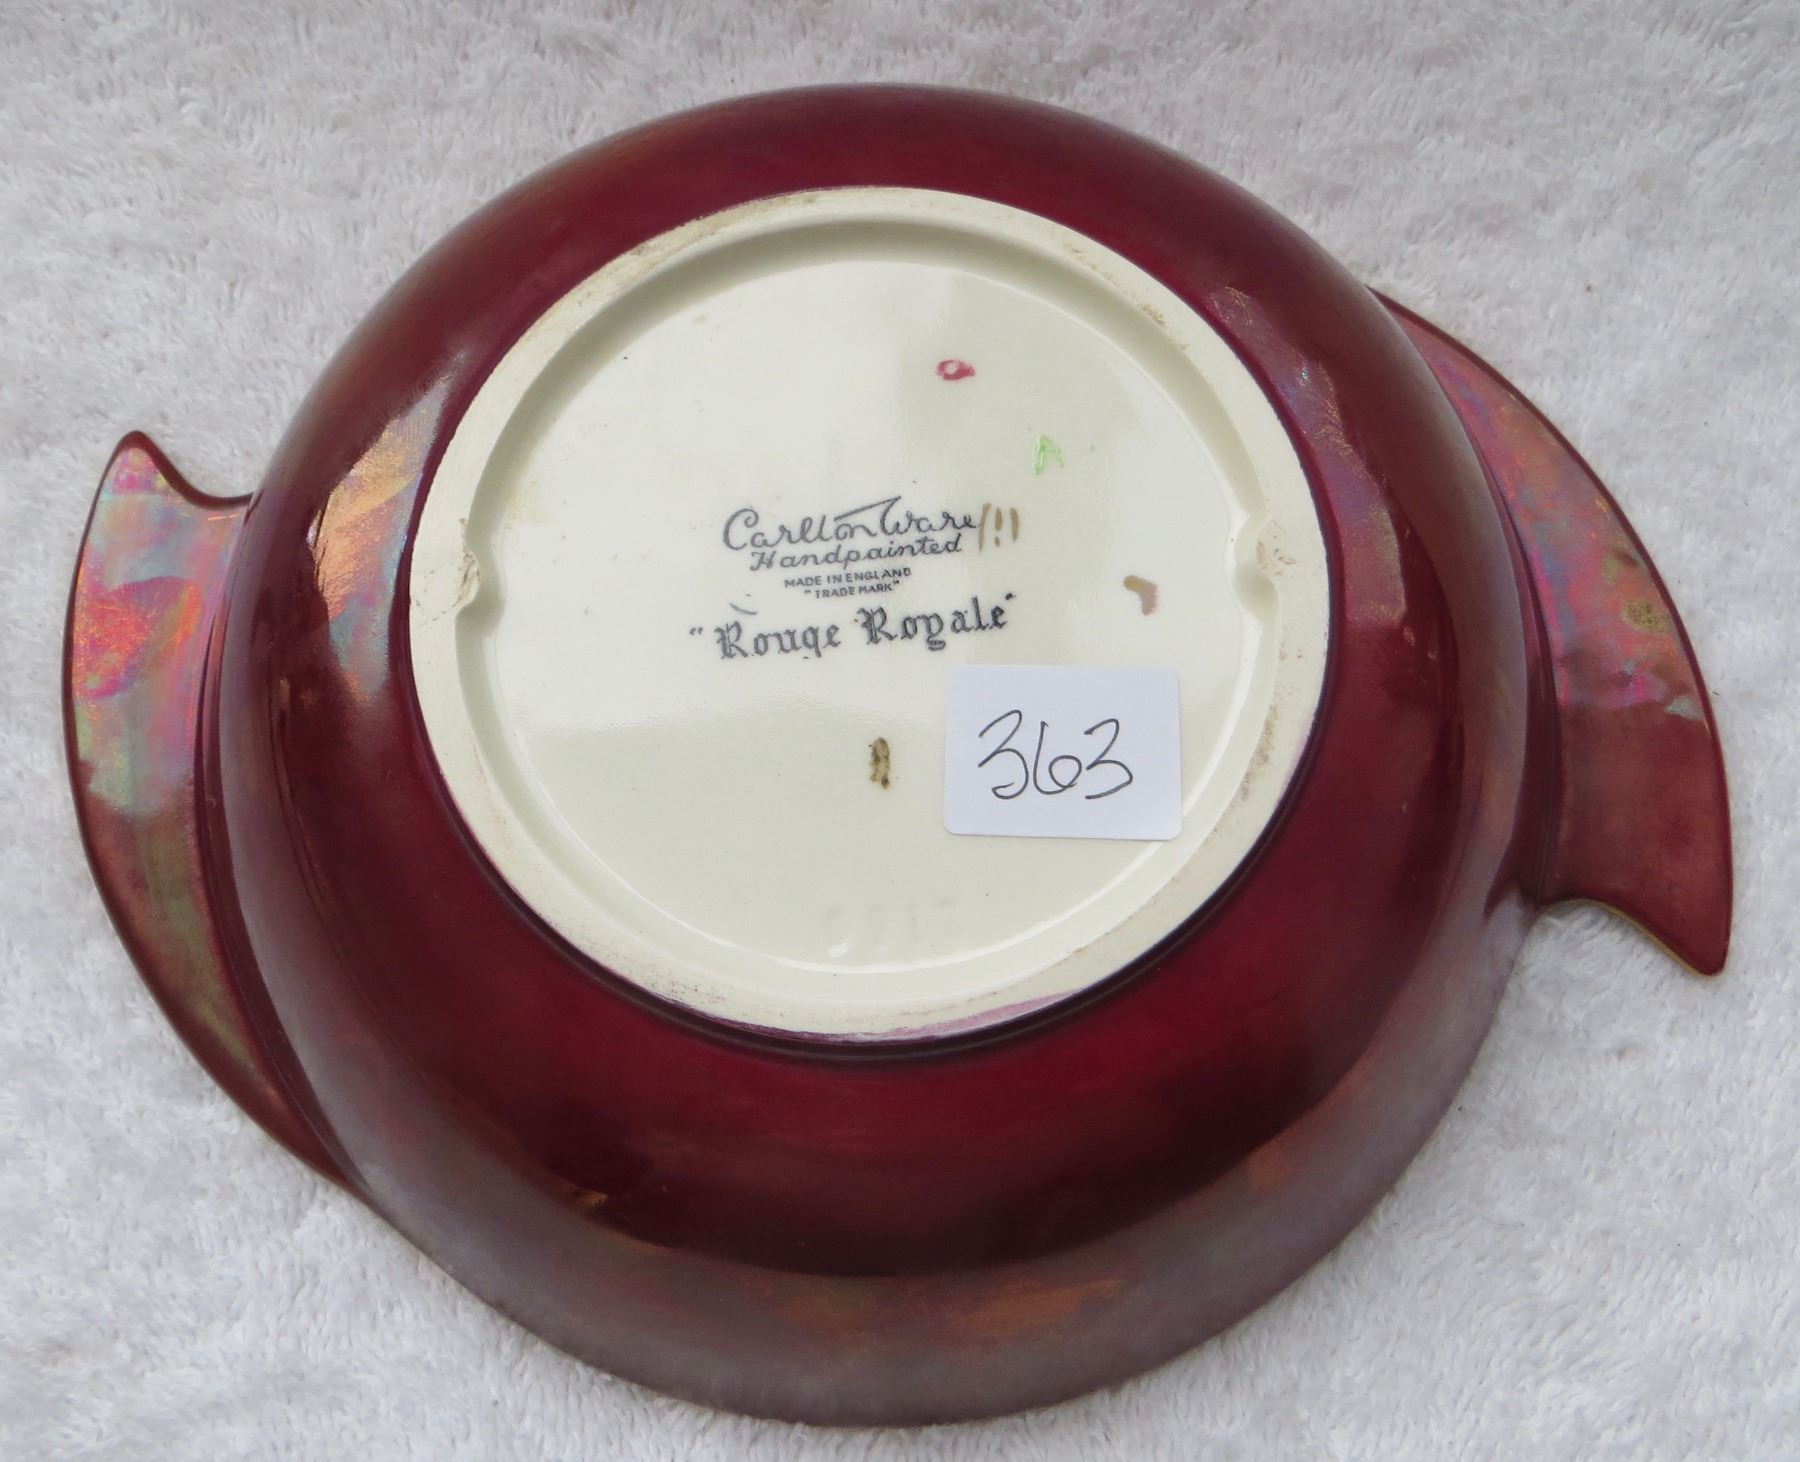 Carlton Ware
Handpainted
MADE IN ENGLAND
"TRADE MARK"
"Rouge Royale"
363